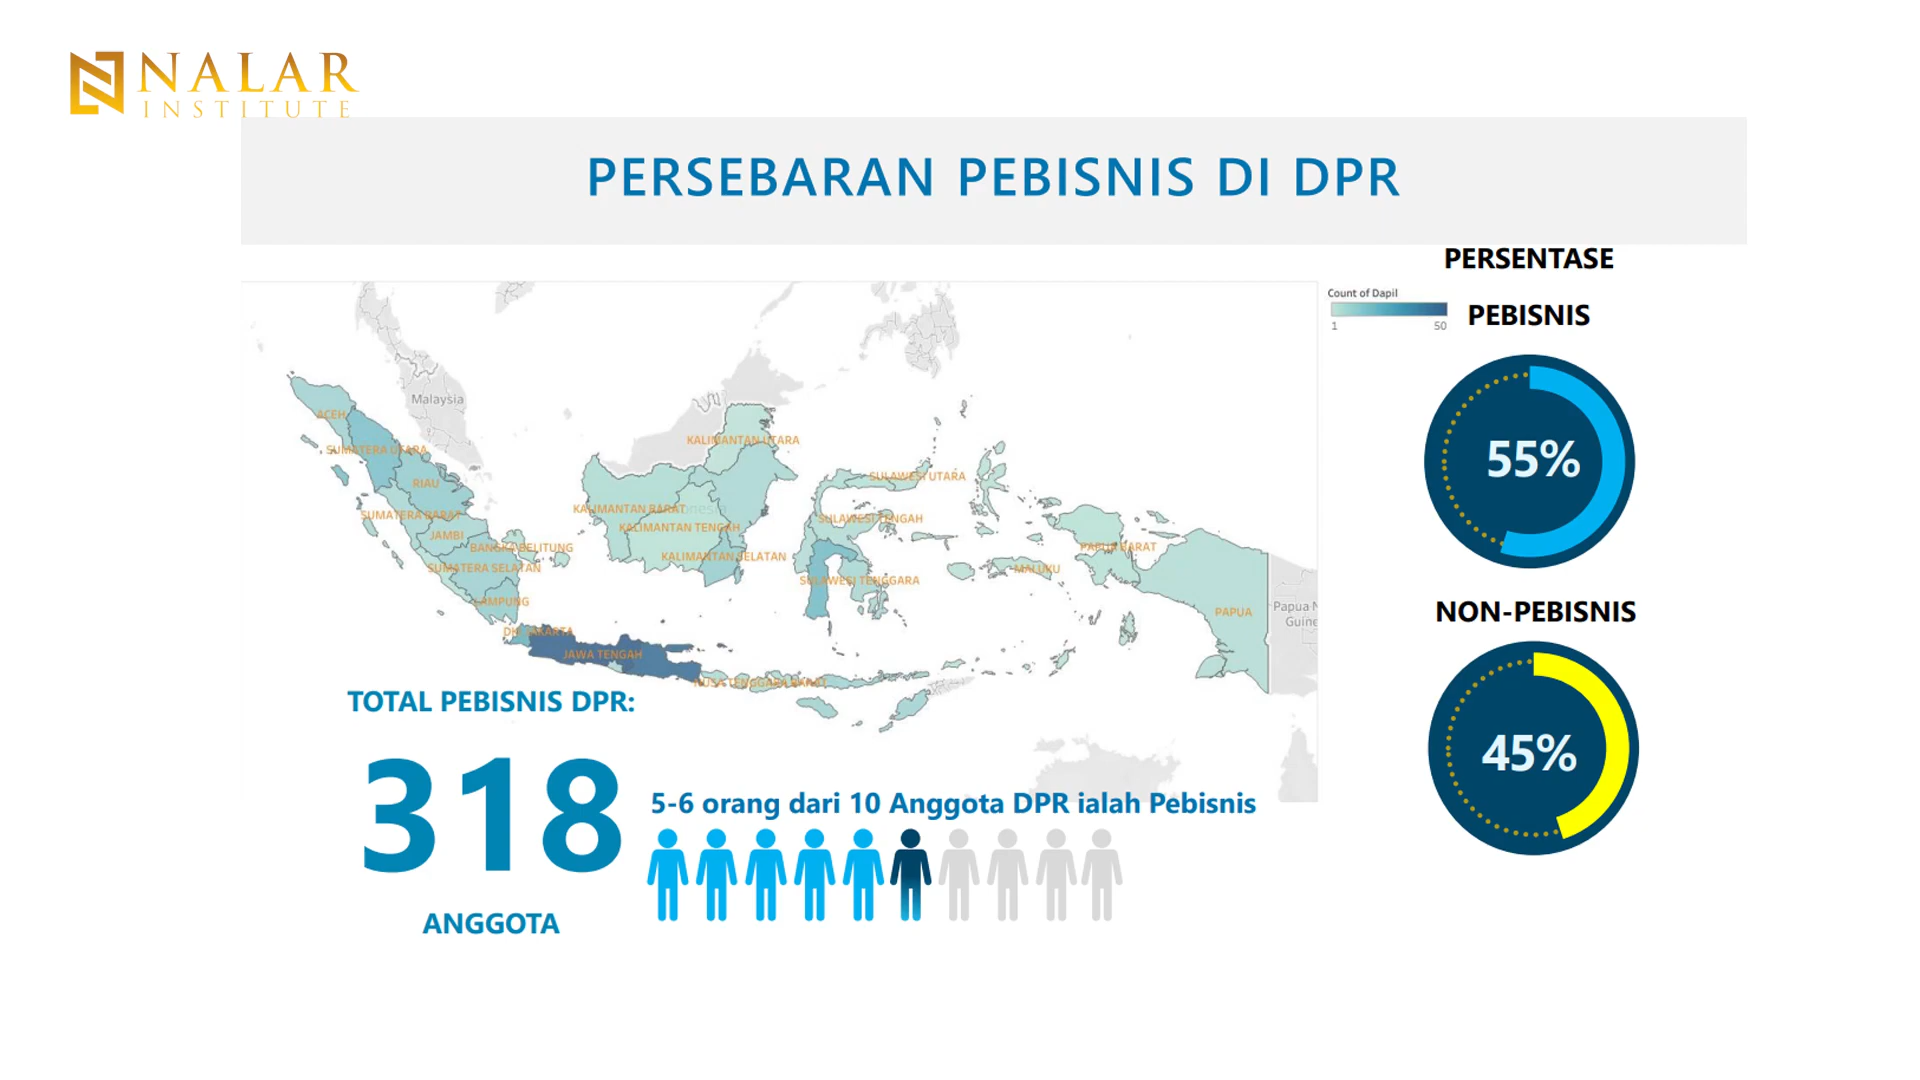 NALAR
INSTITUTE
PERSEBARAN PEBISNIS DI DPR
PERSENTASE
PEBISNIS
Count of Dapil
1 50
55%
NON-PEBISNIS
45%
Malaysia
ACEH
SUMATERA UTARA
RIAU
SUMATERA BARAT
JAMBI
BANGKA BELITUNG
SUMATERA SELATAN
LAMPUNG
DKI JAKARTA
JAWA TENGAH
NUSA TENGGARA BARAT
KALIMANTAN UTARA
KALIMANTAN BARAT
KALIMANTAN TENGAH
KALIMANTAN SELATAN
SULAWESI UTARA
SULAWESI TENGAH
SULAWESI TENGGARA
MALUKU
PAPUA BARAT
PAPUA
Papua N
Guine
TOTAL PEBISNIS DPR:
318
ANGGOTA
5-6 orang dari 10 Anggota DPR ialah Pebisnis